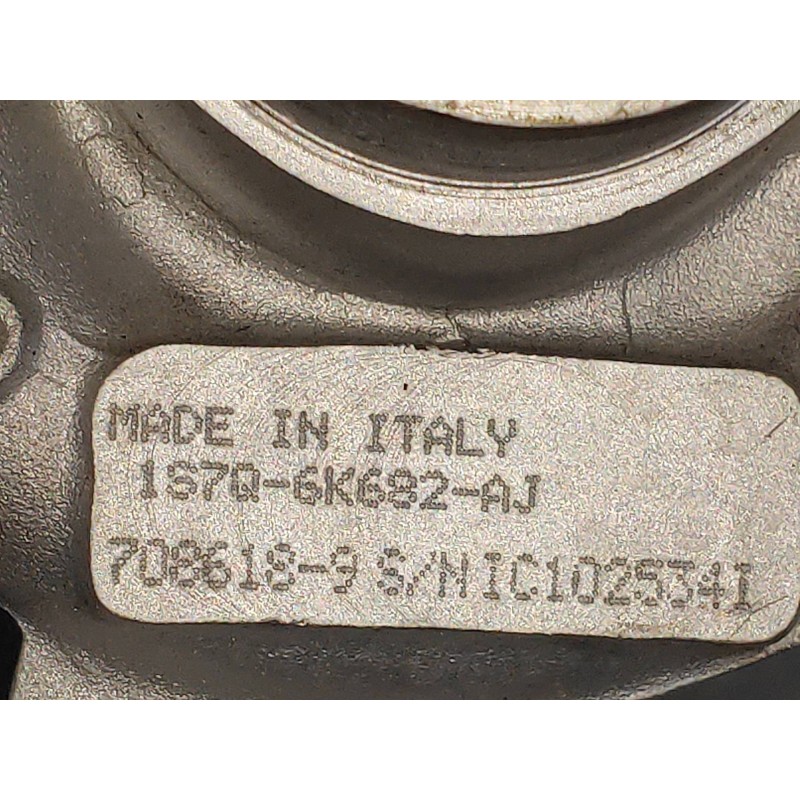 MADE IN ITALY
1S7Q-6K682-AJ
708618-9 S/N IC1025341